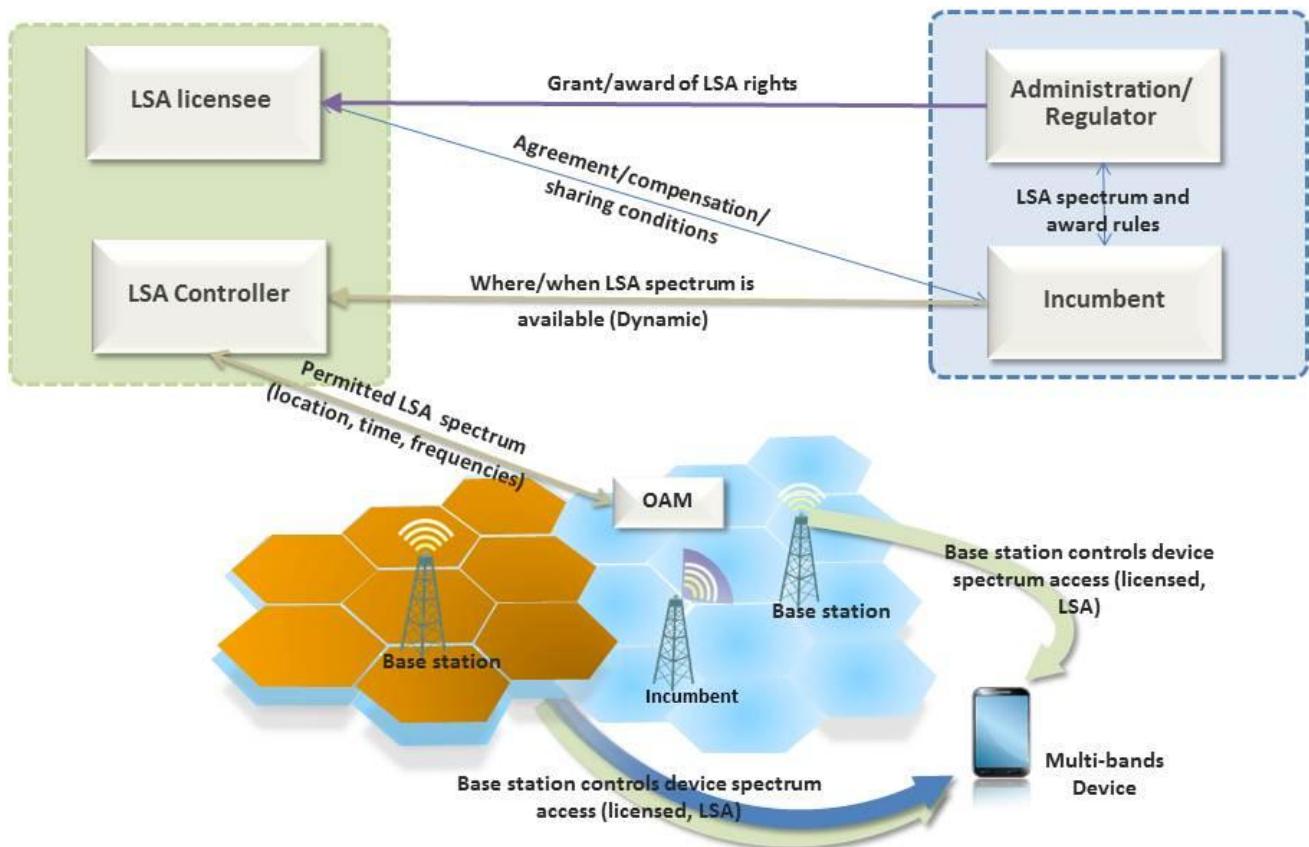 LSA licensee
Grant/award of LSA rights
Administration/
Regulator
Agreement/compensation/
sharing conditions
LSA spectrum and
award rules
LSA Controller
Where/when LSA spectrum is
available (Dynamic)
Incumbent
Permitted LSA spectrum
(location, time, frequencies)
OAM
Base station controls device
spectrum access (licensed,
LSA)
Base station
Base station
Incumbent
Multi-bands
Device
Base station controls device spectrum
access (licensed, LSA)